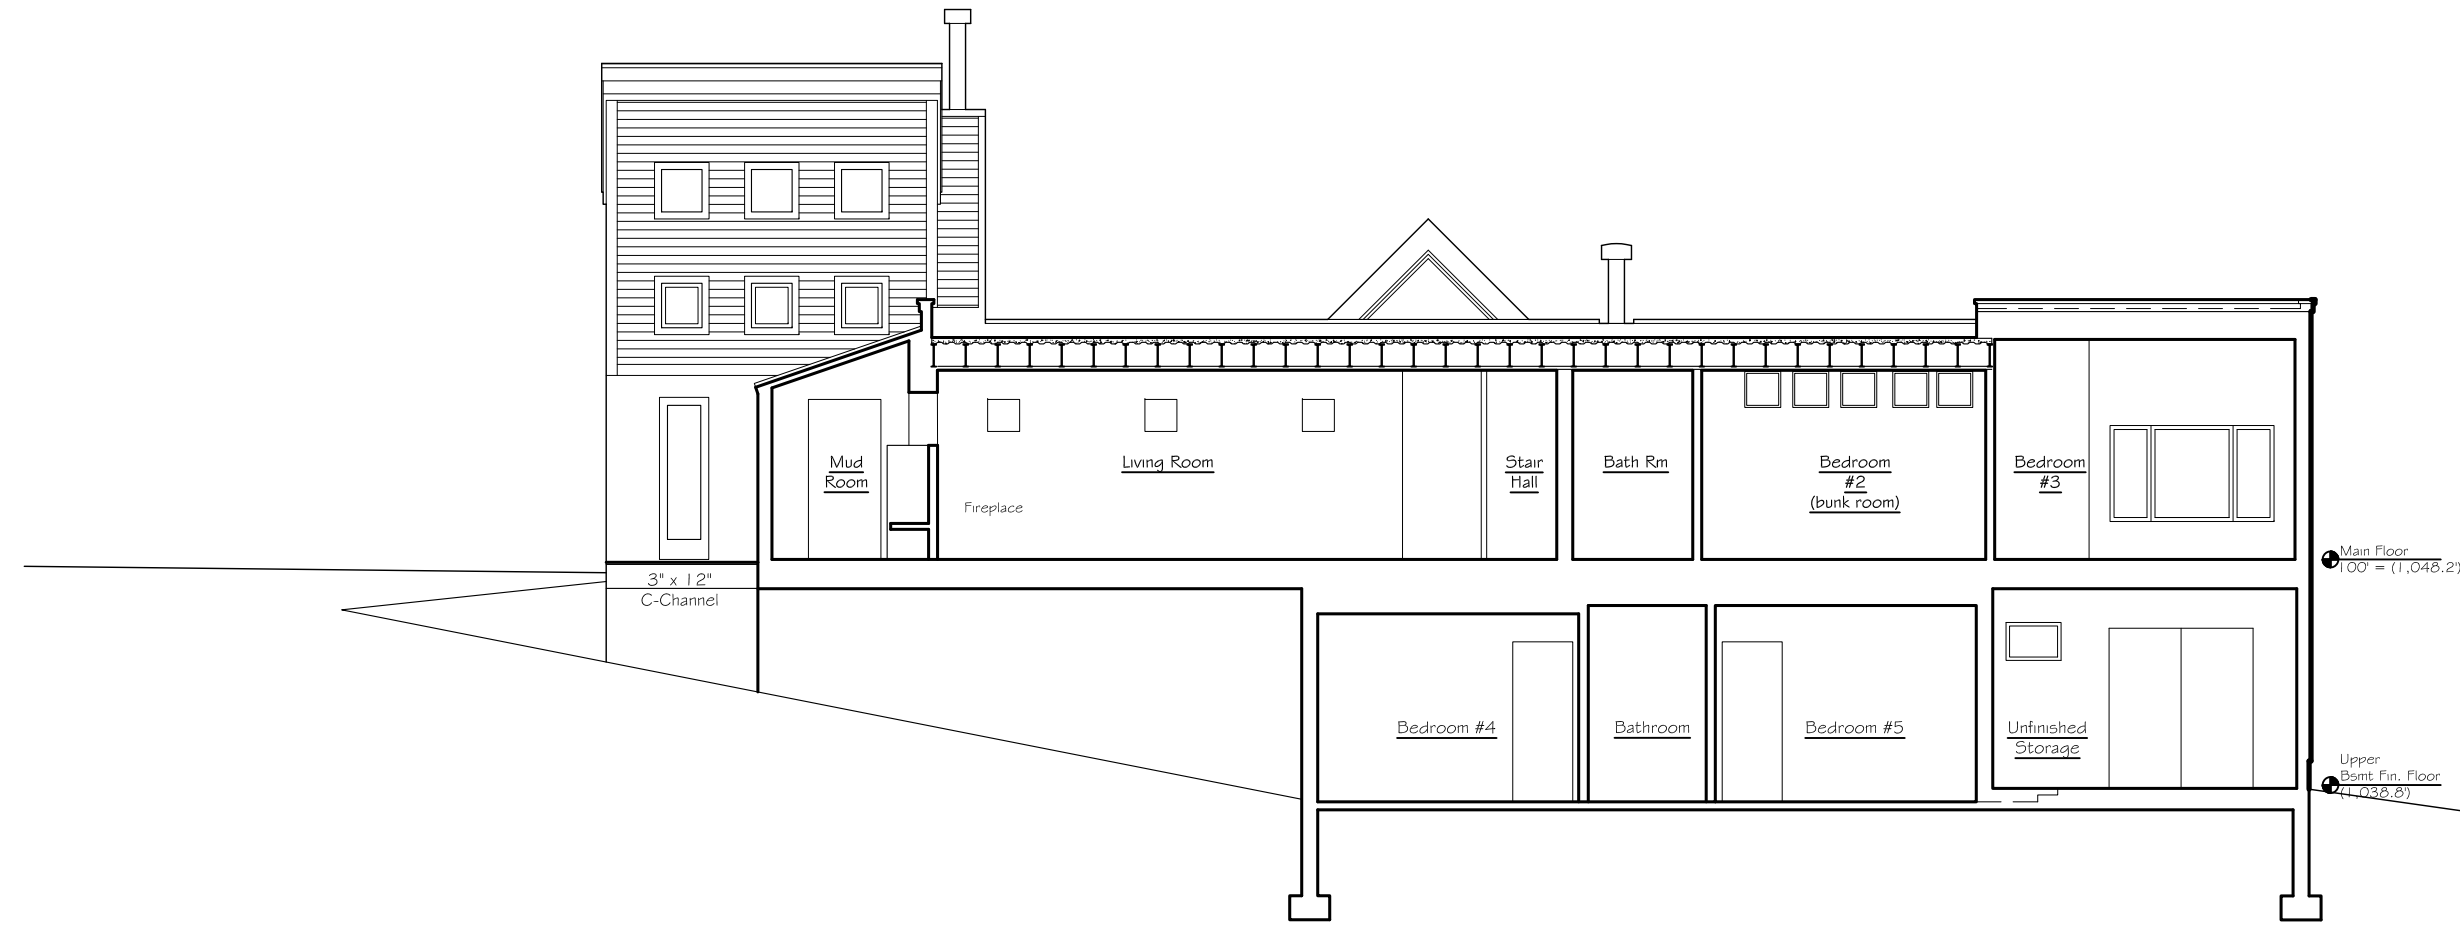 Mud
Room
Living Room
Fireplace
Stair
Hall
Bath Rm
Bedroom
#2
(bunk room)
Bedroom
#3
Main Floor
100' = (1,048.2')
3" x 12"
C-Channel
Bedroom #4
Bathroom
Bedroom #5
Unfinished
Storage
Upper
Bsmt Fin. Floor
(1,038.8')